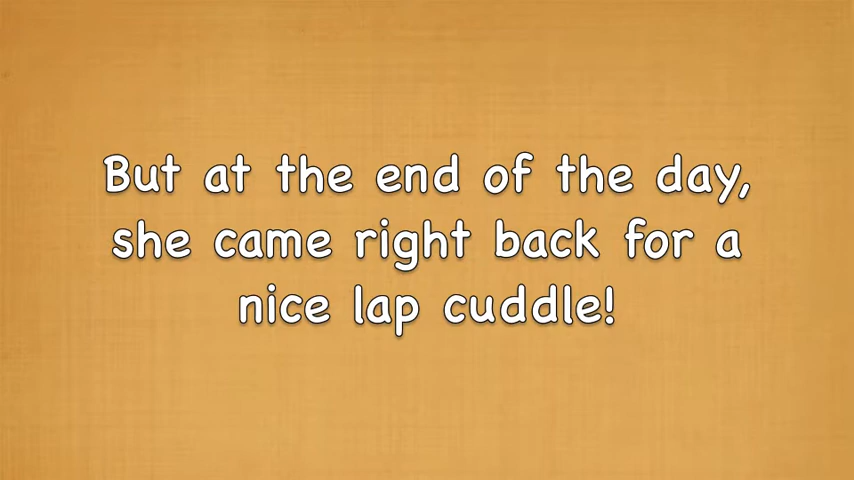 But at the end of the day,
she came right back for a
nice lap cuddle!